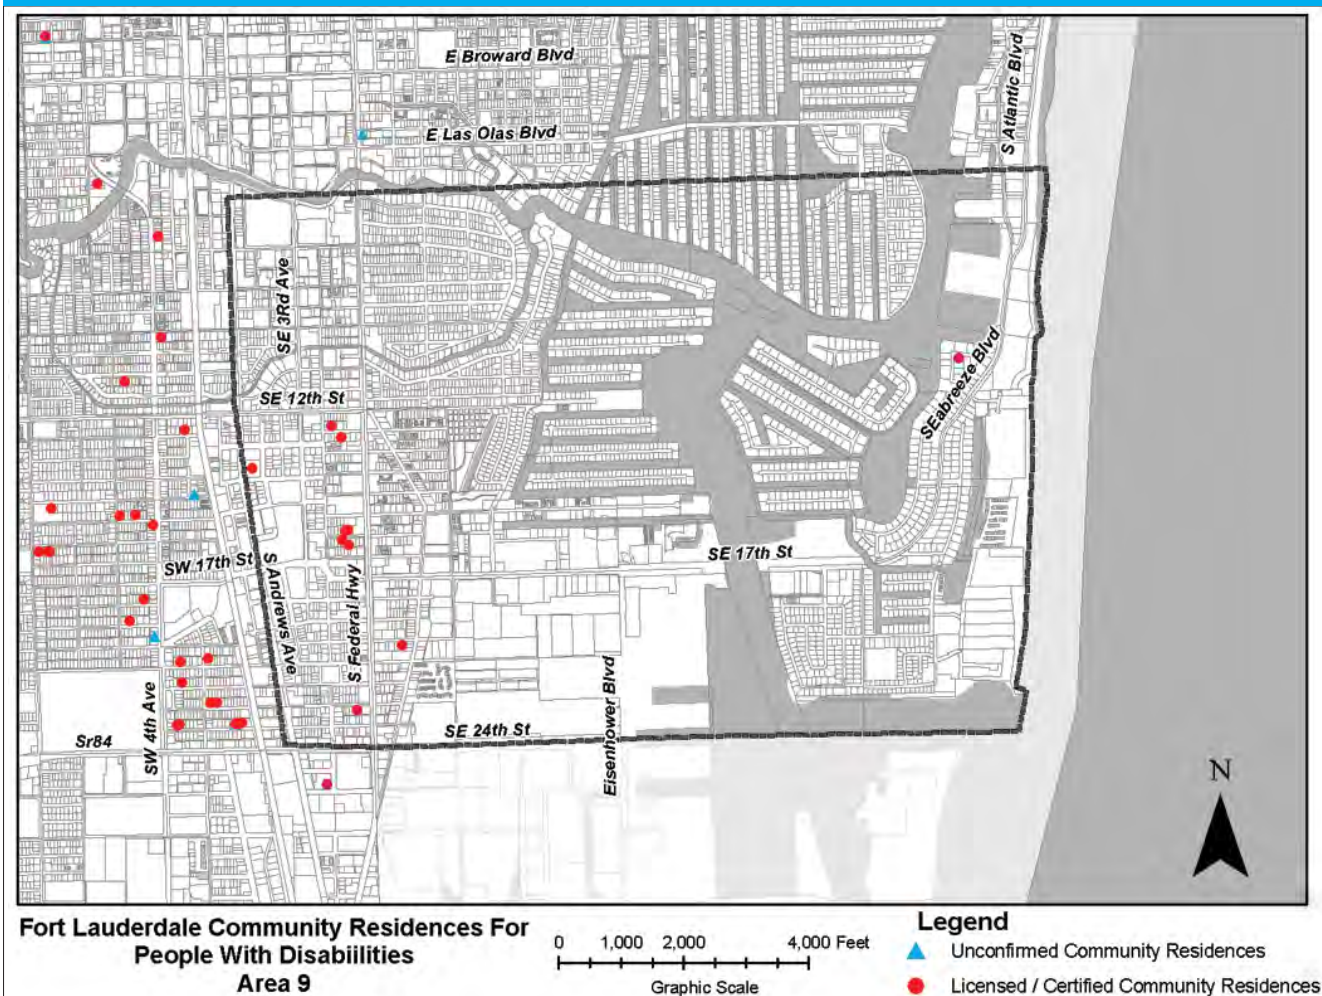 E Broward Blvd
S Atlantic Blvd
E Las Olas Blvd
SE 3Rd Ave
SEabreeze Blvd
SE 12th St
SE 17th St
SW 17th St
S Andrews Ave
S Federal Hwy
Eisenhower Blvd
SW 4th Ave
SE 24th St
Sr84
N
Fort Lauderdale Community Residences For
People With Disabiilities
Area 9
0 1,000 2,000 4,000 Feet
Graphic Scale
Legend
Unconfirmed Community Residences
Licensed / Certified Community Residences